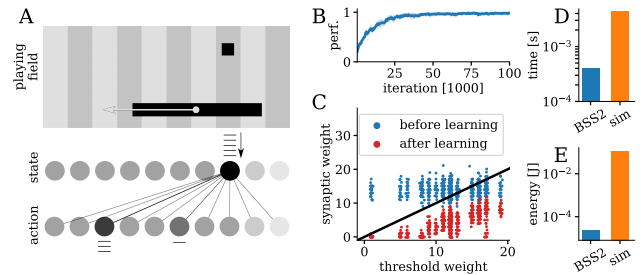 A
playing
field
state
action
B
perf.
1
0
25
50
75
100
iteration [1000]
C
synaptic weight
30
20
10
0
before learning
after learning
0
10
20
threshold weight
D
time [s]
10⁻³
10⁻⁴
BSS2
sim
E
energy [J]
10⁻²
10⁻⁴
BSS2
sim